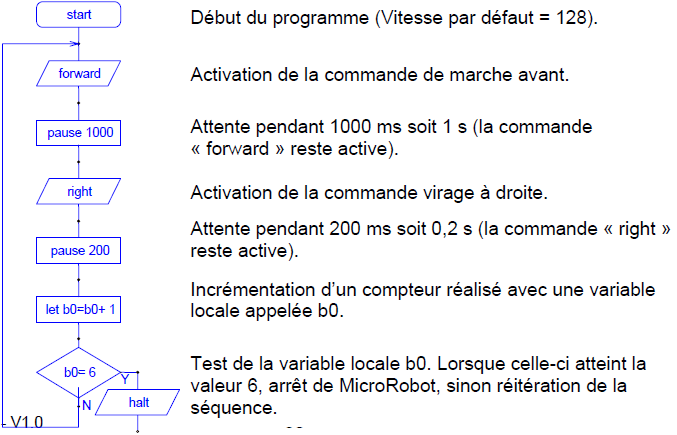 start
Début du programme (Vitesse par défaut = 128).
forward
Activation de la commande de marche avant.
pause 1000
Attente pendant 1000 ms soit 1 s (la commande
« forward » reste active).
right
Activation de la commande virage à droite.
pause 200
Attente pendant 200 ms soit 0,2 s (la commande « right »
reste active).
let b0=b0+ 1
Incrémentation d’un compteur réalisé avec une variable
locale appelée b0.
b0= 6
Y
N
halt
Test de la variable locale b0. Lorsque celle-ci atteint la
valeur 6, arrêt de MicroRobot, sinon réitération de la
séquence.
- V1.0